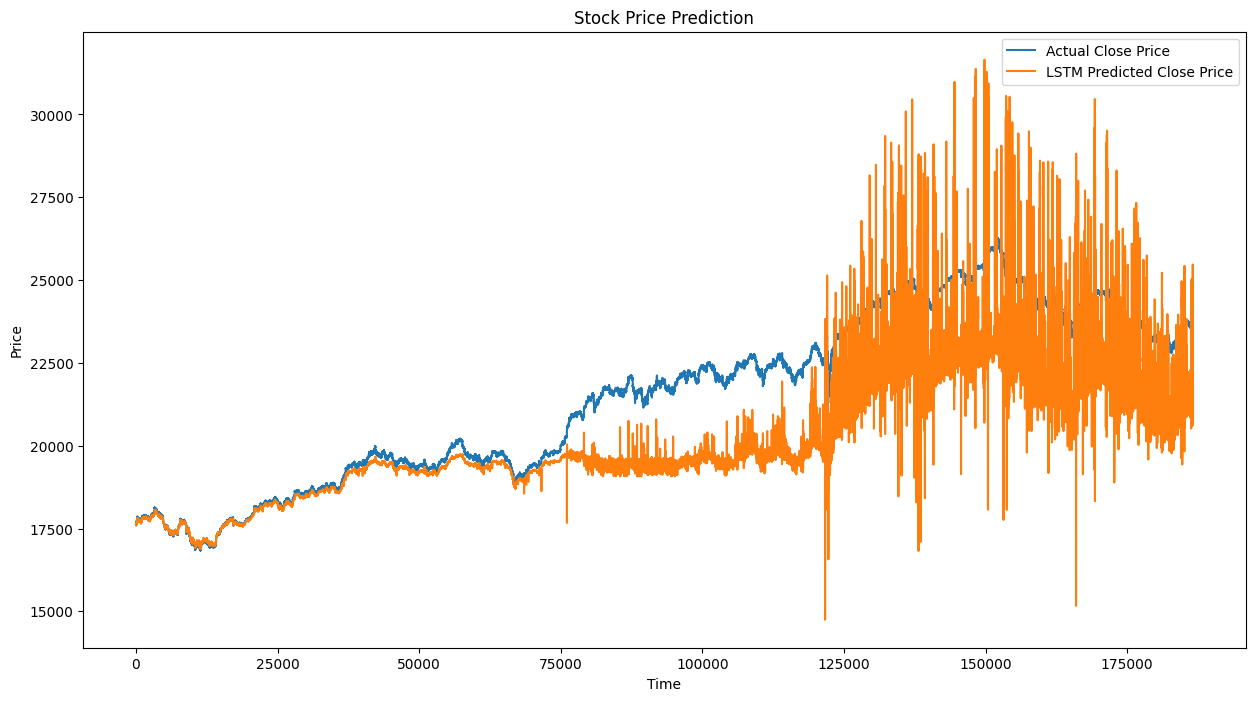 Stock Price Prediction
Actual Close Price
LSTM Predicted Close Price
Price
30000
27500
25000
22500
20000
17500
15000
0 25000 50000 75000 100000 125000 150000 175000
Time